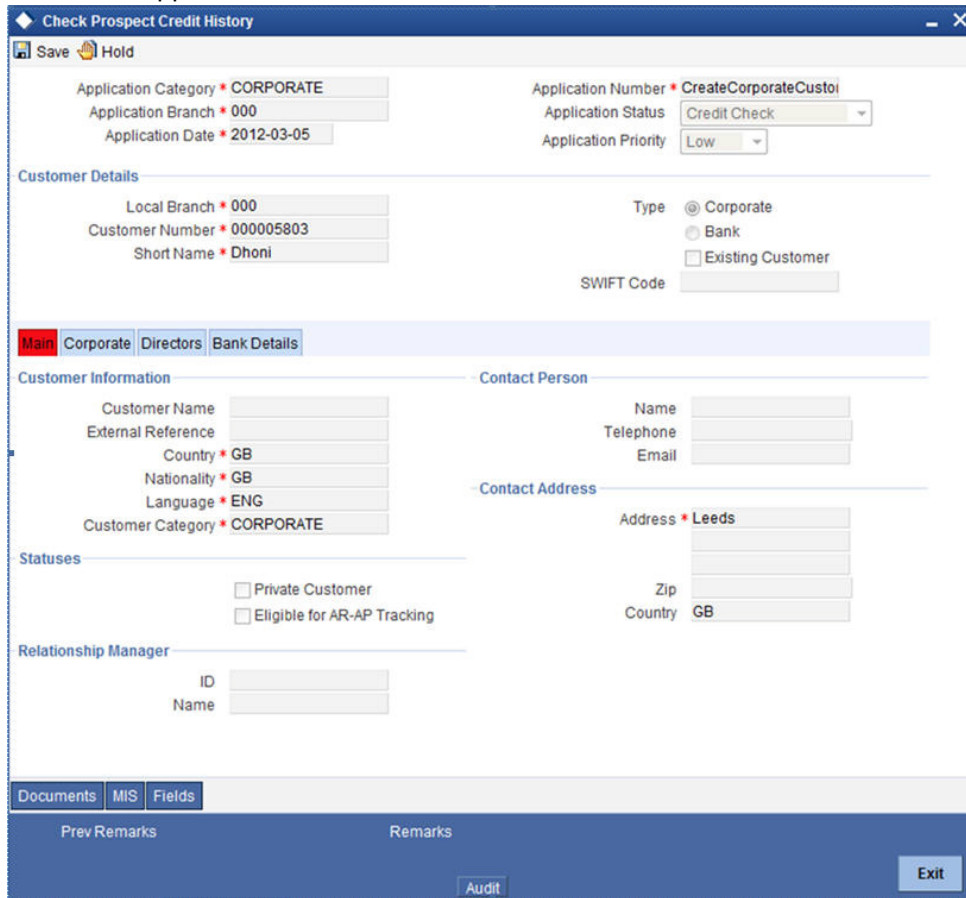 Check Prospect Credit History
Save Hold
Application Category * CORPORATE
Application Number * CreateCorporateCustoi
Application Branch * 000
Application Status Credit Check
Application Date * 2012-03-05
Application Priority Low
Customer Details
Local Branch * 000
Type Corporate
Customer Number * 000005803
Bank
Short Name * Dhoni
Existing Customer
SWIFT Code
Main Corporate Directors Bank Details
Customer Information
Customer Name
External Reference
Country * GB
Nationality * GB
Language * ENG
Customer Category * CORPORATE
Contact Person
Name
Telephone
Email
Contact Address
Address * Leeds
Zip
Country GB
Statuses
Private Customer
Eligible for AR-AP Tracking
Relationship Manager
ID
Name
Documents MIS Fields
Prev Remarks Remarks
Audit
Exit